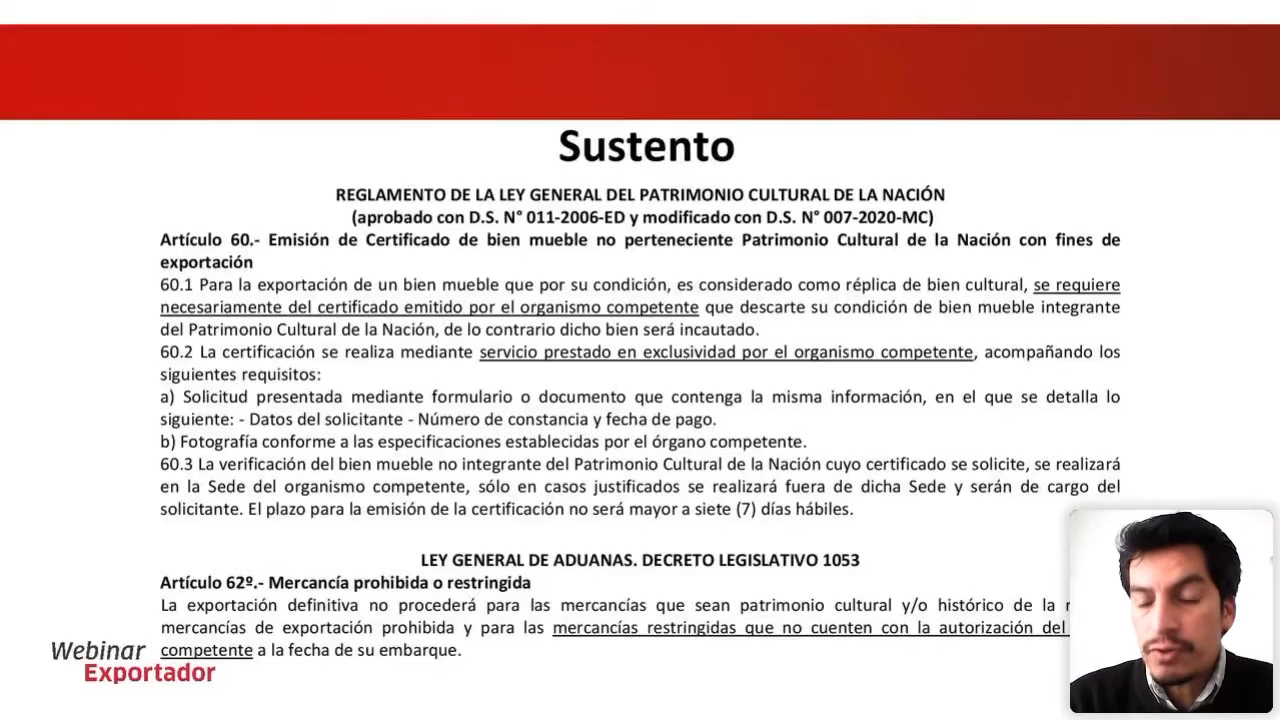 Sustento
REGLAMENTO DE LA LEY GENERAL DEL PATRIMONIO CULTURAL DE LA NACIÓN
(aprobado con D.S. N° 011-2006-ED y modificado con D.S. N° 007-2020-MC)
Artículo 60.- Emisión de Certificado de bien mueble no perteneciente Patrimonio Cultural de la Nación con fines de
exportación
60.1 Para la exportación de un bien mueble que por su condición, es considerado como réplica de bien cultural, se requiere
necesariamente del certificado emitido por el organismo competente que descarte su condición de bien mueble integrante
del Patrimonio Cultural de la Nación, de lo contrario dicho bien será incautado.
60.2 La certificación se realiza mediante servicio prestado en exclusividad por el organismo competente, acompañando los
siguientes requisitos:
a) Solicitud presentada mediante formulario o documento que contenga la misma información, en el que se detalla lo
siguiente: - Datos del solicitante - Número de constancia y fecha de pago.
b) Fotografía conforme a las especificaciones establecidas por el órgano competente.
60.3 La verificación del bien mueble no integrante del Patrimonio Cultural de la Nación cuyo certificado se solicite, se realizará
en la Sede del organismo competente, sólo en casos justificados se realizará fuera de dicha Sede y serán de cargo del
solicitante. El plazo para la emisión de la certificación no será mayor a siete (7) días hábiles.
LEY GENERAL DE ADUANAS. DECRETO LEGISLATIVO 1053
Artículo 62º.- Mercancía prohibida o restringida
La exportación definitiva no procederá para las mercancías que sean patrimonio cultural y/o histórico de la
mercancías de exportación prohibida y para las mercancías restringidas que no cuenten con la autorización del
competente a la fecha de su embarque.
Webinar
Exportador